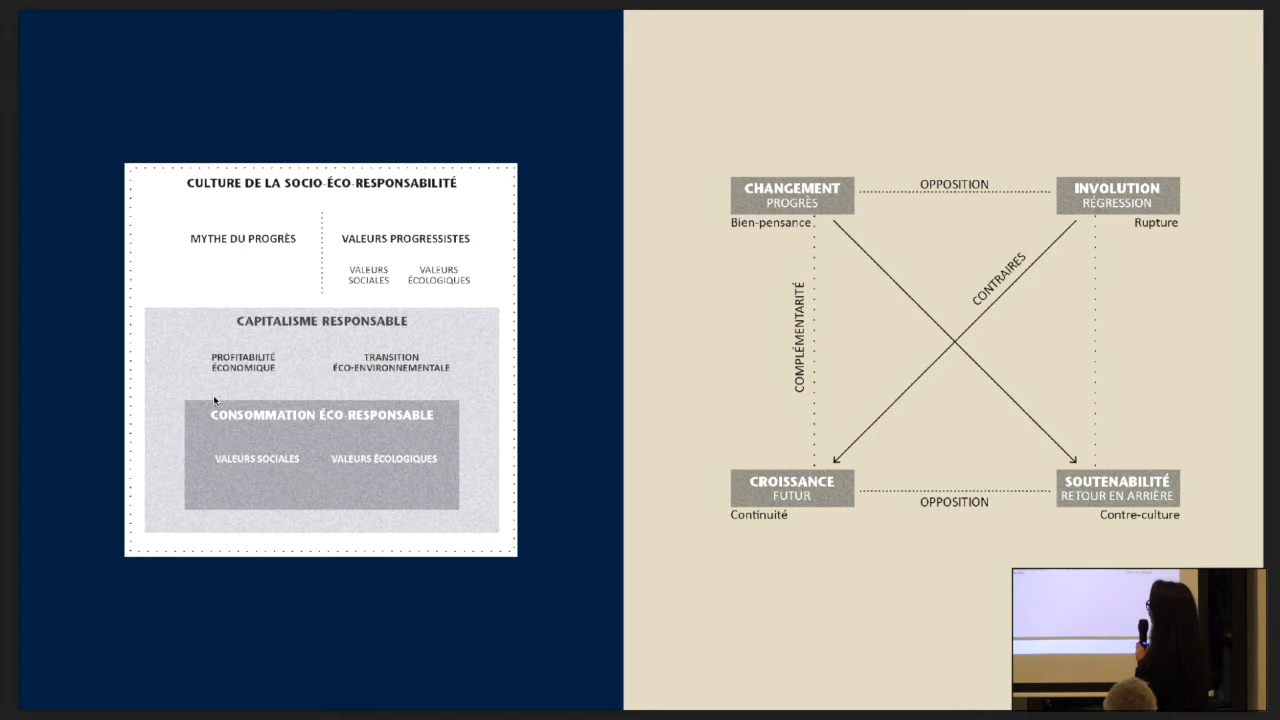 CULTURE DE LA SOCIO-ÉCO-RESPONSABILITÉ
MYTHE DU PROGRÈS
VALEURS PROGRESSISTES
VALEURS
SOCIALES
VALEURS
ÉCOLOGIQUES
CAPITALISME RESPONSABLE
PROFITABILITÉ
ÉCONOMIQUE
TRANSITION
ÉCO-ENVIRONNEMENTALE
CONSOMMATION ÉCO-RESPONSABLE
VALEURS SOCIALES
VALEURS ÉCOLOGIQUES
CHANGEMENT
PROGRÈS
Bien-pensance
OPPOSITION
INVOLUTION
RÉGRESSION
Rupture
COMPLÉMENTARITÉ
CONTRAIRES
CROISSANCE
FUTUR
Continuité
OPPOSITION
SOUTENABILITÉ
RETOUR EN ARRIÈRE
Contre-culture